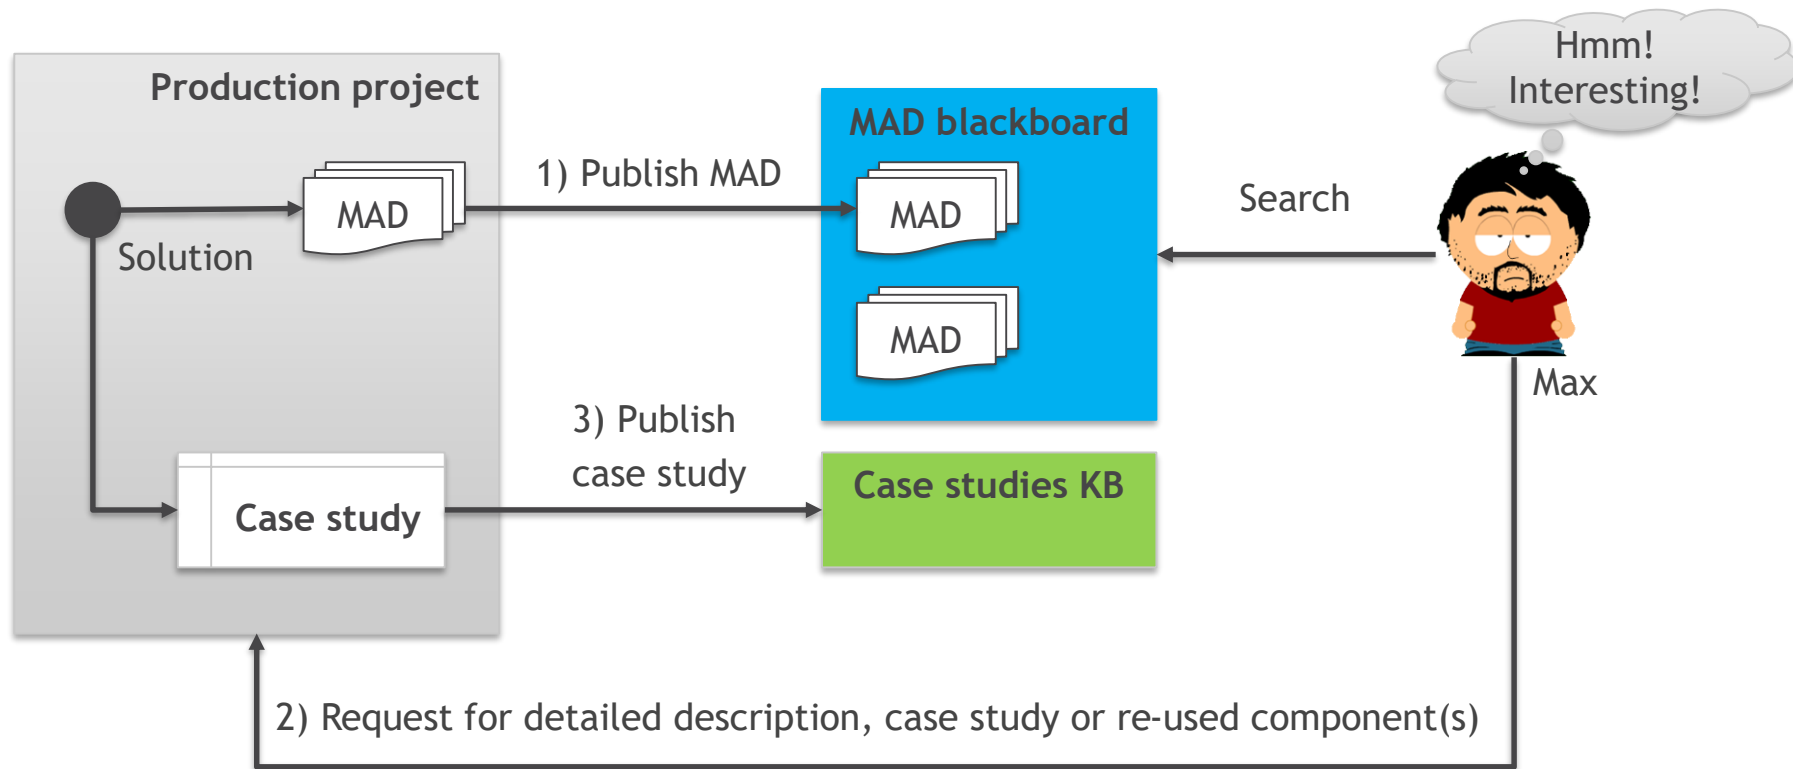 Hmm!
Interesting!
Production project
MAD blackboard
1) Publish MAD
MAD
MAD
Search
Solution
MAD
Max
3) Publish
case study
Case studies KB
Case study
2) Request for detailed description, case study or re-used component(s)